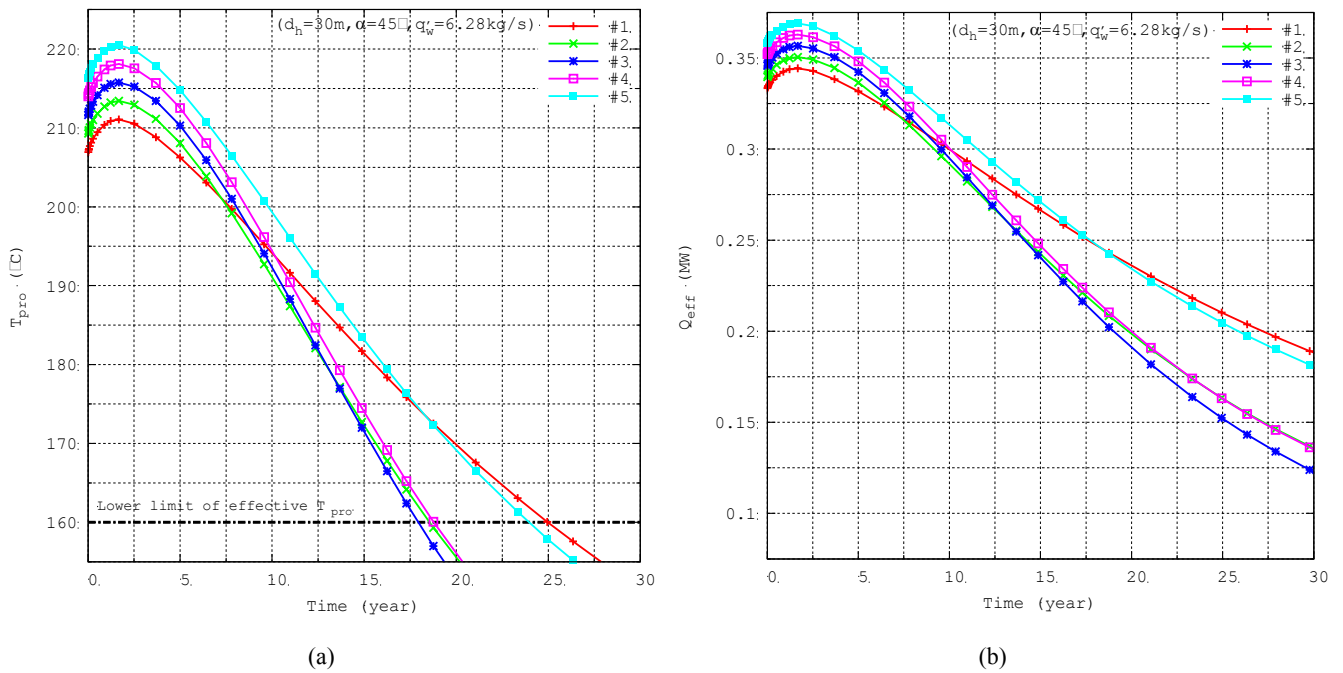 (d_h=30m,α=45□,q_w'=6.28kg/s)
#1.
#2.
#3.
#4.
#5.
220:
210:
200:
190:
180:
170:
160:
T_pro·(□C)
Lower limit of effective T_pro.
0. 5. 10. 15. 20. 25. 30
Time (year)
(a)
(d_h=30m,α=45□,q_w'=6.28kg/s)
#1.
#2.
#3.
#4.
#5.
0.35:
0.3:
0.25:
0.2:
0.15:
0.1:
Q_eff·(MW)
0. 5. 10. 15. 20. 25. 30
Time (year)
(b)